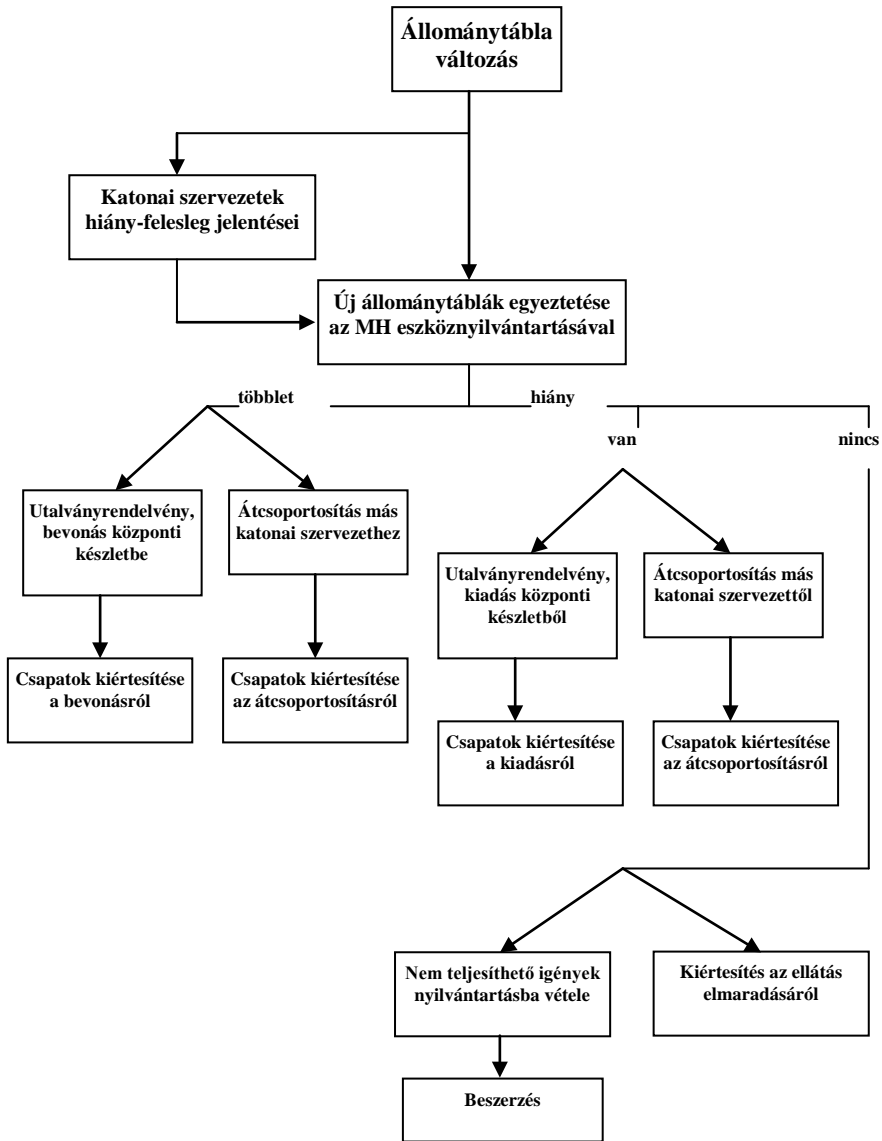 Állománytábla
változás
Katonai szervezetek
hiány-felesleg jelentései
Új állománytáblák egyeztetése
az MH eszköznyilvántartásával
többlet
hiány
van
nincs
Utalványrendelvény,
bevonás központi
készletbe
Átcsoportosítás más
katonai szervezethez
Utalványrendelvény,
kiadás központi
készletből
Átcsoportosítás más
katonai szervezettől
Csapatok kiértesítése
a bevonásról
Csapatok kiértesítése
az átcsoportosításról
Csapatok kiértesítése
a kiadásról
Csapatok kiértesítése
az átcsoportosításról
Nem teljesíthető igények
nyilvántartásba vétele
Kiértesítés az ellátás
elmaradásáról
Beszerzés